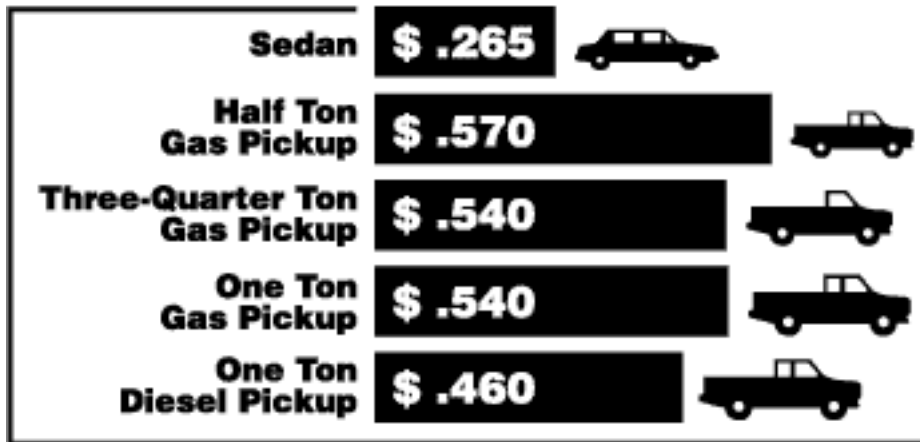 Sedan $ .265
Half Ton
Gas Pickup $ .570
Three-Quarter Ton
Gas Pickup $ .540
One Ton
Gas Pickup $ .540
One Ton
Diesel Pickup $ .460